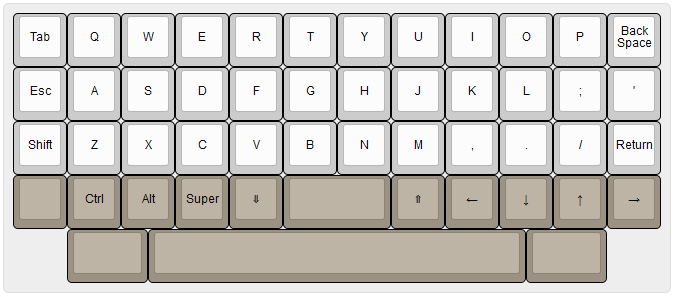 Tab Q W E R T Y U I O P Back Space
Esc A S D F G H J K L ; '
Shift Z X C V B N M , . / Return
Ctrl Alt Super ⇓ ⇑ ← ↓ ↑ →